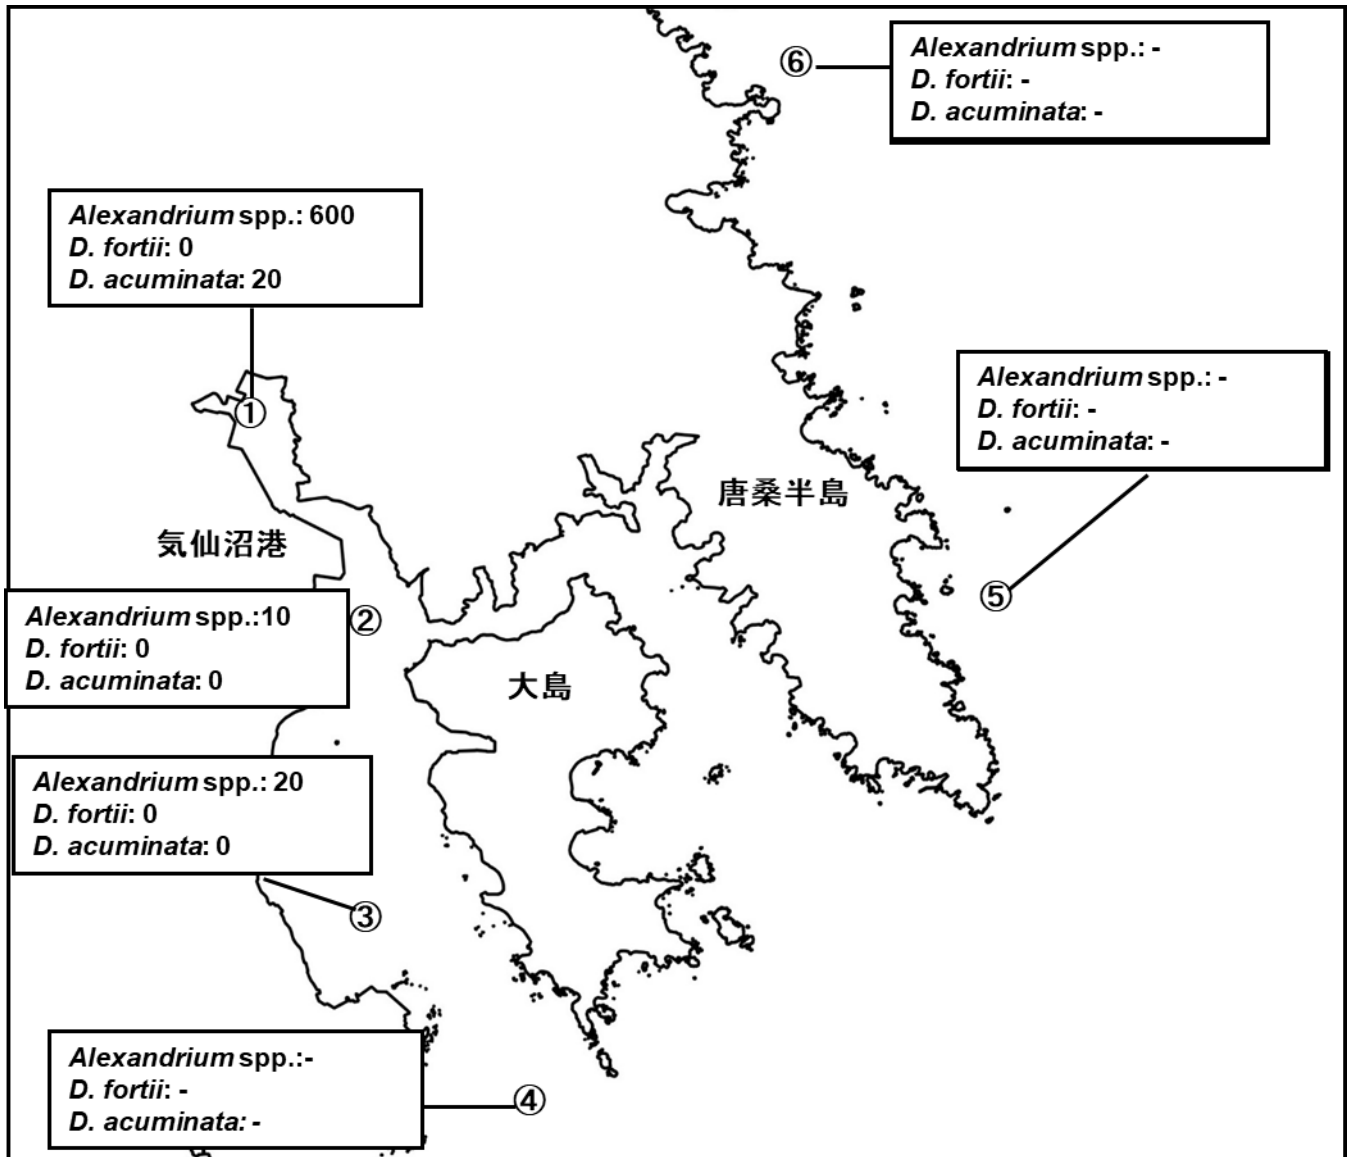 ⑥
Alexandrium spp.: -
D. fortii: -
D. acuminata: -
Alexandrium spp.: 600
D. fortii: 0
D. acuminata: 20
①
Alexandrium spp.: -
D. fortii: -
D. acuminata: -
唐桑半島
気仙沼港
⑤
Alexandrium spp.:10
D. fortii: 0
D. acuminata: 0
②
大島
Alexandrium spp.: 20
D. fortii: 0
D. acuminata: 0
③
Alexandrium spp.:-
D. fortii: -
D. acuminata: -
④